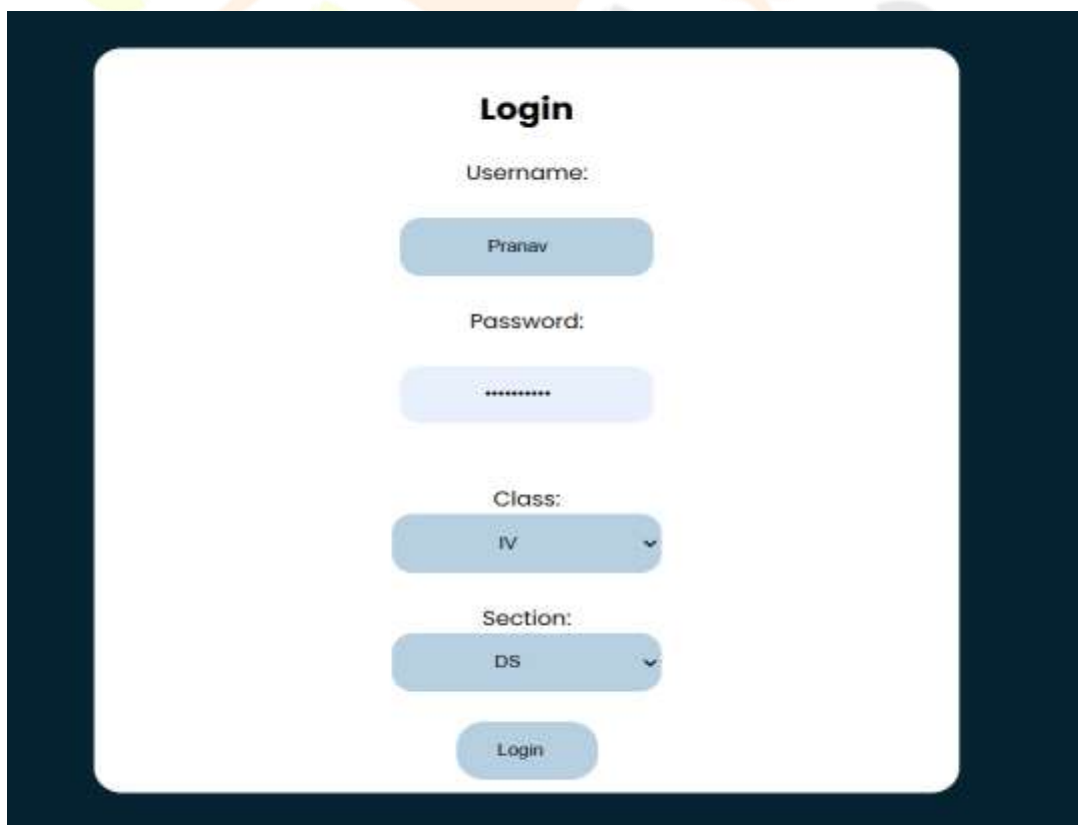 Login
Username:
Pranav
Password:
••••••••••
Class:
IV
Section:
DS
Login